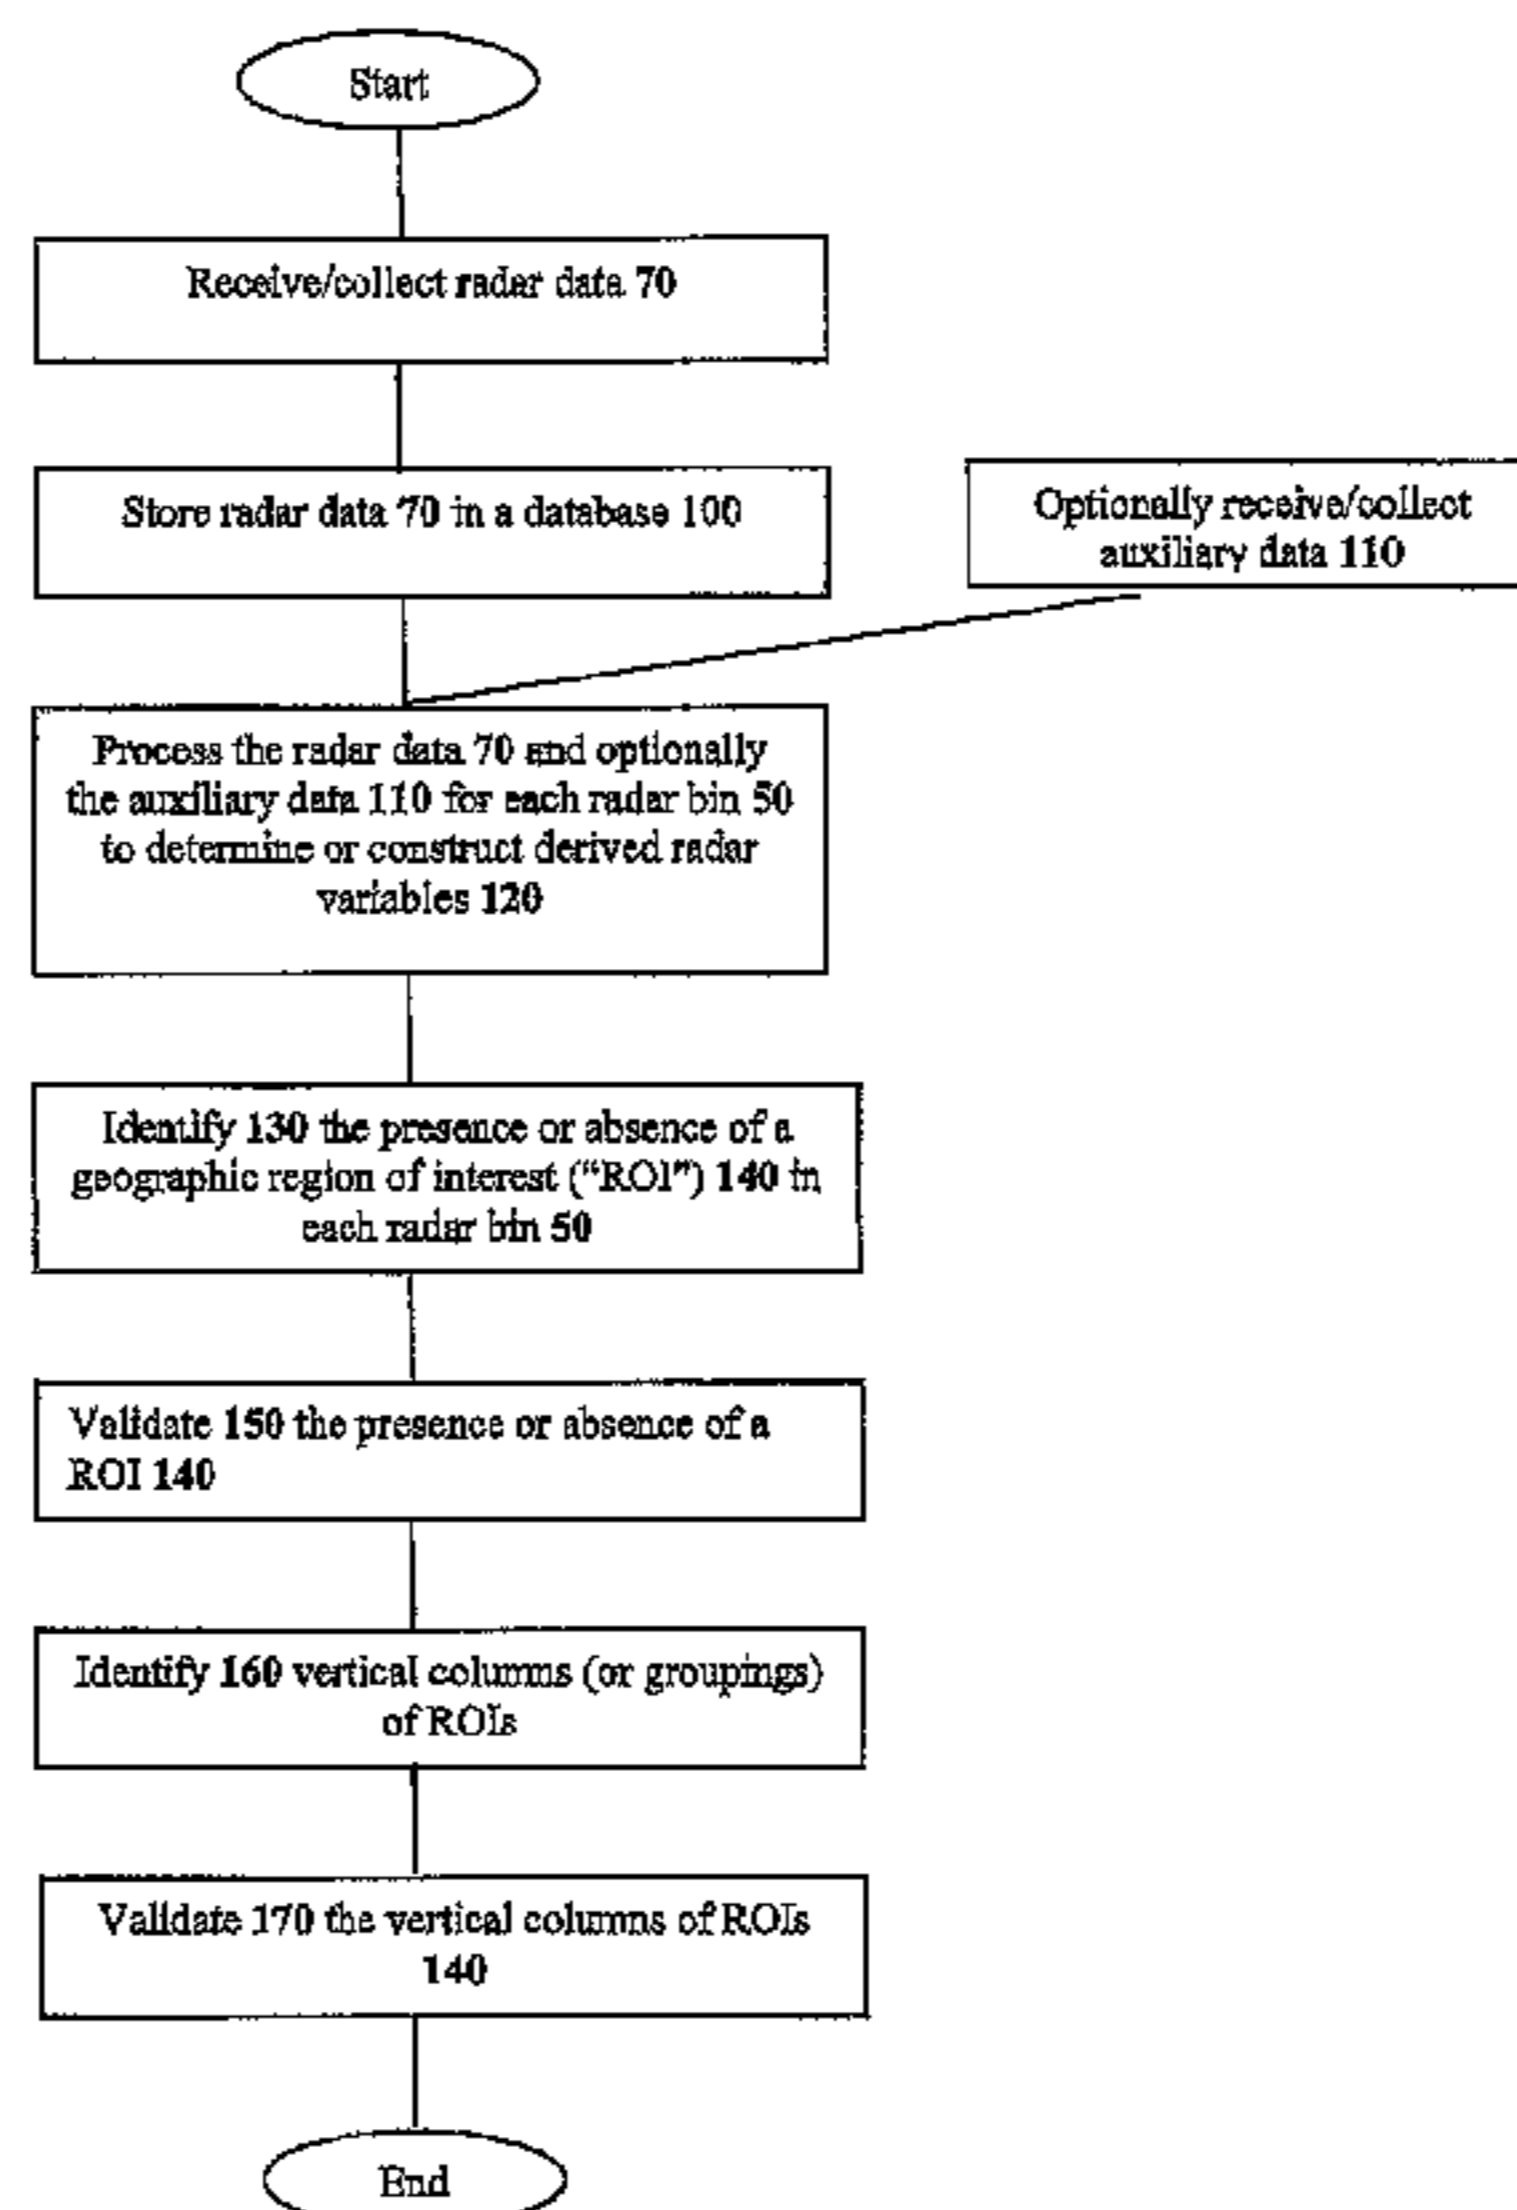 Start
Receive/collect radar data 70
Store radar data 70 in a database 100
Optionally receive/collect
auxiliary data 110
Process the radar data 70 and optionally
the auxiliary data 110 for each radar bin 50
to determine or construct derived radar
variables 120
Identify 130 the presence or absence of a
geographic region of interest (“ROI”) 140 in
each radar bin 50
Validate 150 the presence or absence of a
ROI 140
Identify 160 vertical columns (or groupings)
of ROIs
Validate 170 the vertical columns of ROIs
140
End